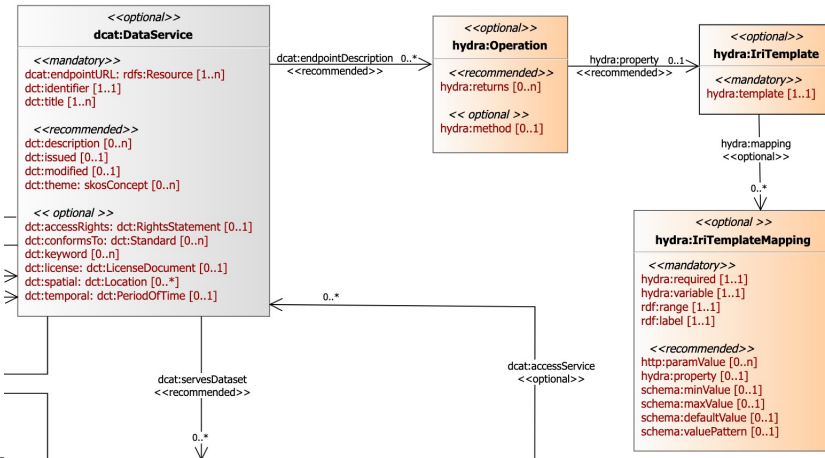 <<optional>>
dcat:DataService
<<mandatory>>
dcat:endpointURL: rdfs:Resource [1..n]
dct:identifier [1..1]
dct:title [1..n]
<<recommended>>
dct:description [0..n]
dct:issued [0..1]
dct:modified [0..1]
dct:theme: skosConcept [0..n]
<< optional >>
dct:accessRights: dct:RightsStatement [0..1]
dct:conformsTo: dct:Standard [0..n]
dct:keyword [0..n]
dct:license: dct:LicenseDocument [0..1]
dct:spatial: dct:Location [0..*]
dct:temporal: dct:PeriodOfTime [0..1]
dcat:endpointDescription 0..*
<<recommended>>
<<optional>>
hydra:Operation
<<recommended>>
hydra:returns [0..n]
<< optional >>
hydra:method [0..1]
hydra:property 0..1
<<recommended>>
<<optional>>
hydra:IriTemplate
<<mandatory>>
hydra:template [1..1]
hydra:mapping
<<optional>>
0..*
<<optional >>
hydra:IriTemplateMapping
<<mandatory>>
hydra:required [1..1]
hydra:variable [1..1]
rdf:range [1..1]
rdf:label [1..1]
<<recommended>>
http:paramValue [0..n]
hydra:property [0..1]
schema:minValue [0..1]
schema:maxValue [0..1]
schema:defaultValue [0..1]
schema:valuePattern [0..1]
0..*
dcat:accessService
<<optional>>
dcat:servesDataset
<<recommended>>
0..*